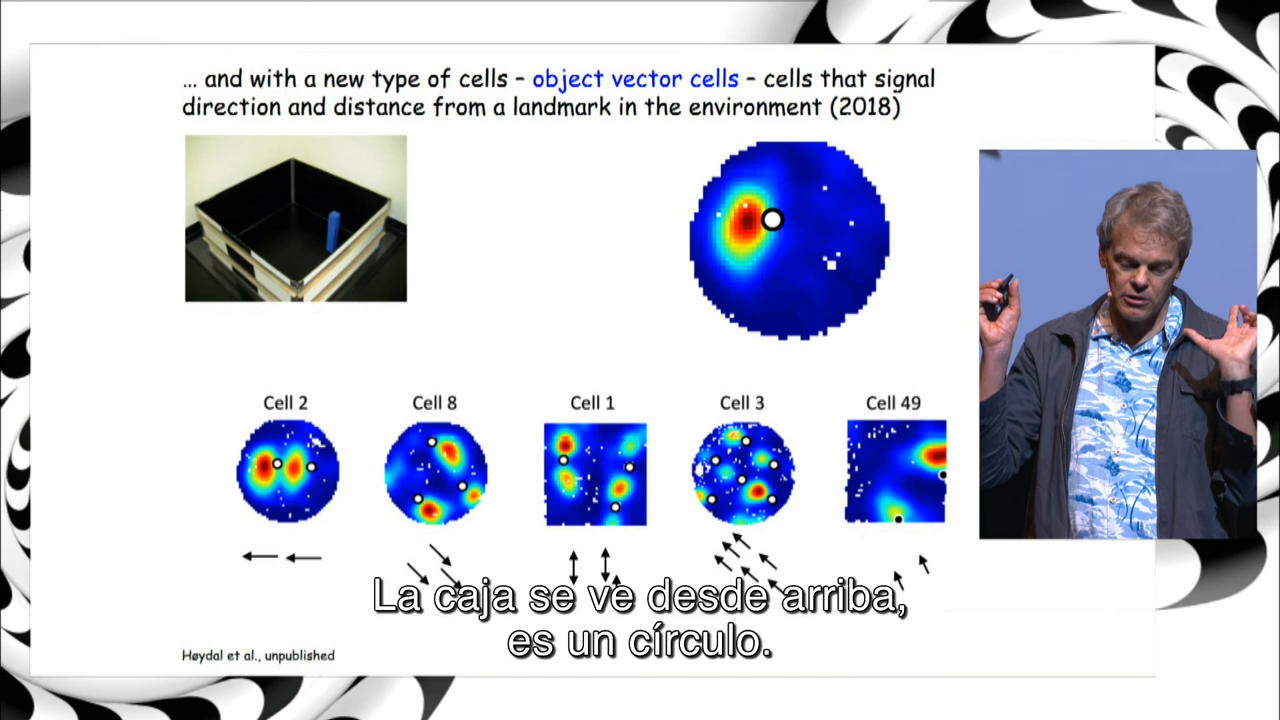 ... and with a new type of cells – object vector cells – cells that signal
direction and distance from a landmark in the environment (2018)
Cell 2
Cell 8
Cell 1
Cell 3
Cell 49
La caja se ve desde arriba,
es un círculo.
Høydal et al., unpublished